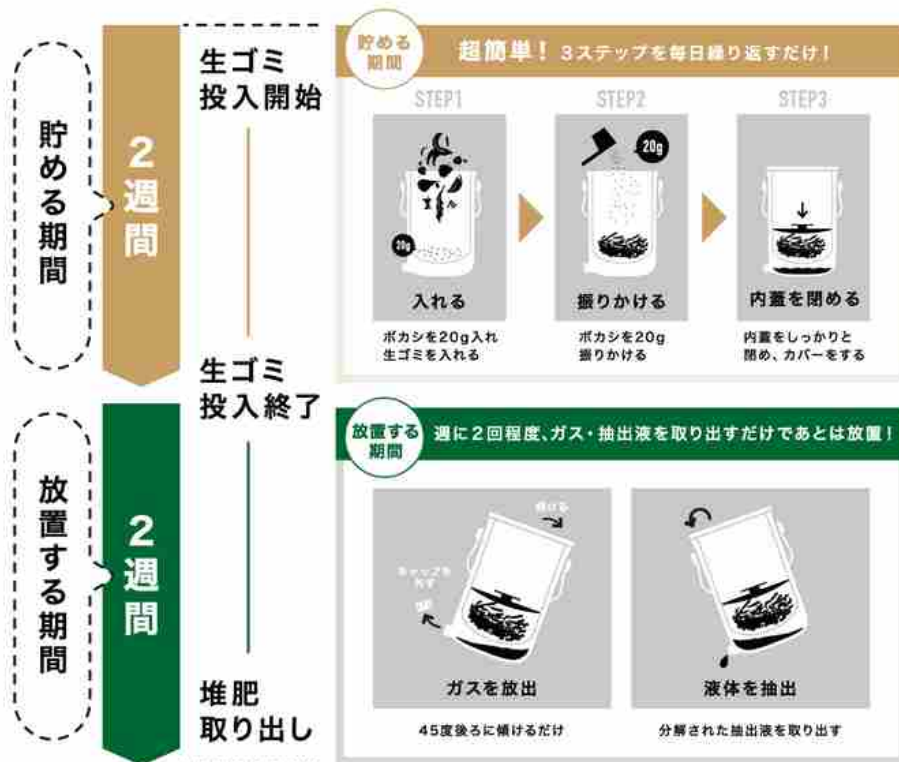 貯める期間
2週間
生ゴミ
投入開始
生ゴミ
投入終了
貯める
期間
超簡単！ 3ステップを毎日繰り返すだけ！
STEP1
STEP2
STEP3
20g
20g
入れる
振りかける
内蓋を閉める
ボカシを20g入れ
生ゴミを入れる
ボカシを20g
振りかける
内蓋をしっかりと
閉め、カバーをする
放置する期間
2週間
堆肥
取り出し
放置する
期間
週に2回程度、ガス・抽出液を取り出すだけであとは放置！
傾ける
キャップを
外す
ガスを放出
液体を抽出
45度後ろに傾けるだけ
分解された抽出液を取り出す